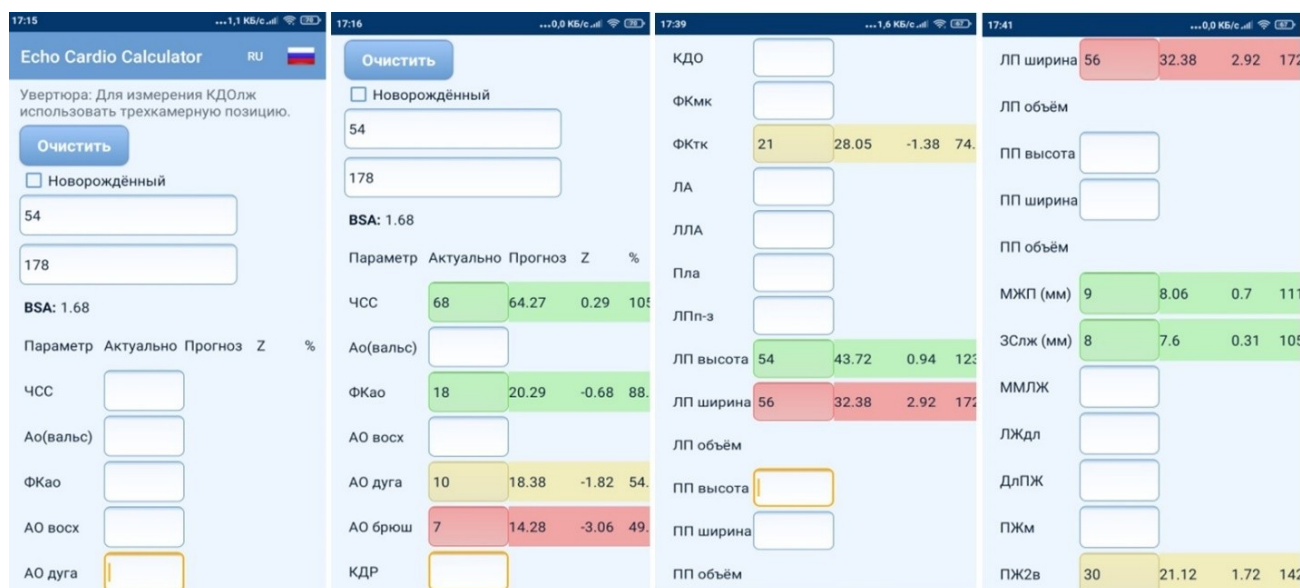 17:15 ...1,1 КБ/с 70
Echo Cardio Calculator RU
Увертюра: Для измерения КДОлж
использовать трехкамерную позицию.
Очистить
Новорождённый
54
178
BSA: 1.68
Параметр Актуально Прогноз Z %
ЧСС
Ао(вальс)
ФКао
АО восх
АО дуга
17:16 ...0,0 КБ/с 70
Очистить
Новорождённый
54
178
BSA: 1.68
Параметр Актуально Прогноз Z %
ЧСС 68 64.27 0.29 105
Ао(вальс)
ФКао 18 20.29 -0.68 88.
АО восх
АО дуга 10 18.38 -1.82 54.
АО брюш 7 14.28 -3.06 49.
КДР
17:39 ...1,6 КБ/с 67
КДО
ФКмк
ФКтк 21 28.05 -1.38 74.
ЛА
ЛЛА
Пла
ЛПп-з
ЛП высота 54 43.72 0.94 123
ЛП ширина 56 32.38 2.92 172
ЛП объём
ПП высота
ПП ширина
ПП объём
17:41 ...0,0 КБ/с 67
ЛП ширина 56 32.38 2.92 172
ЛП объём
ПП высота
ПП ширина
ПП объём
МЖП (мм) 9 8.06 0.7 111
ЗСлж (мм) 8 7.6 0.31 105
ММЛЖ
ЛЖдл
ДлПЖ
ПЖм
ПЖ2в 30 21.12 1.72 142